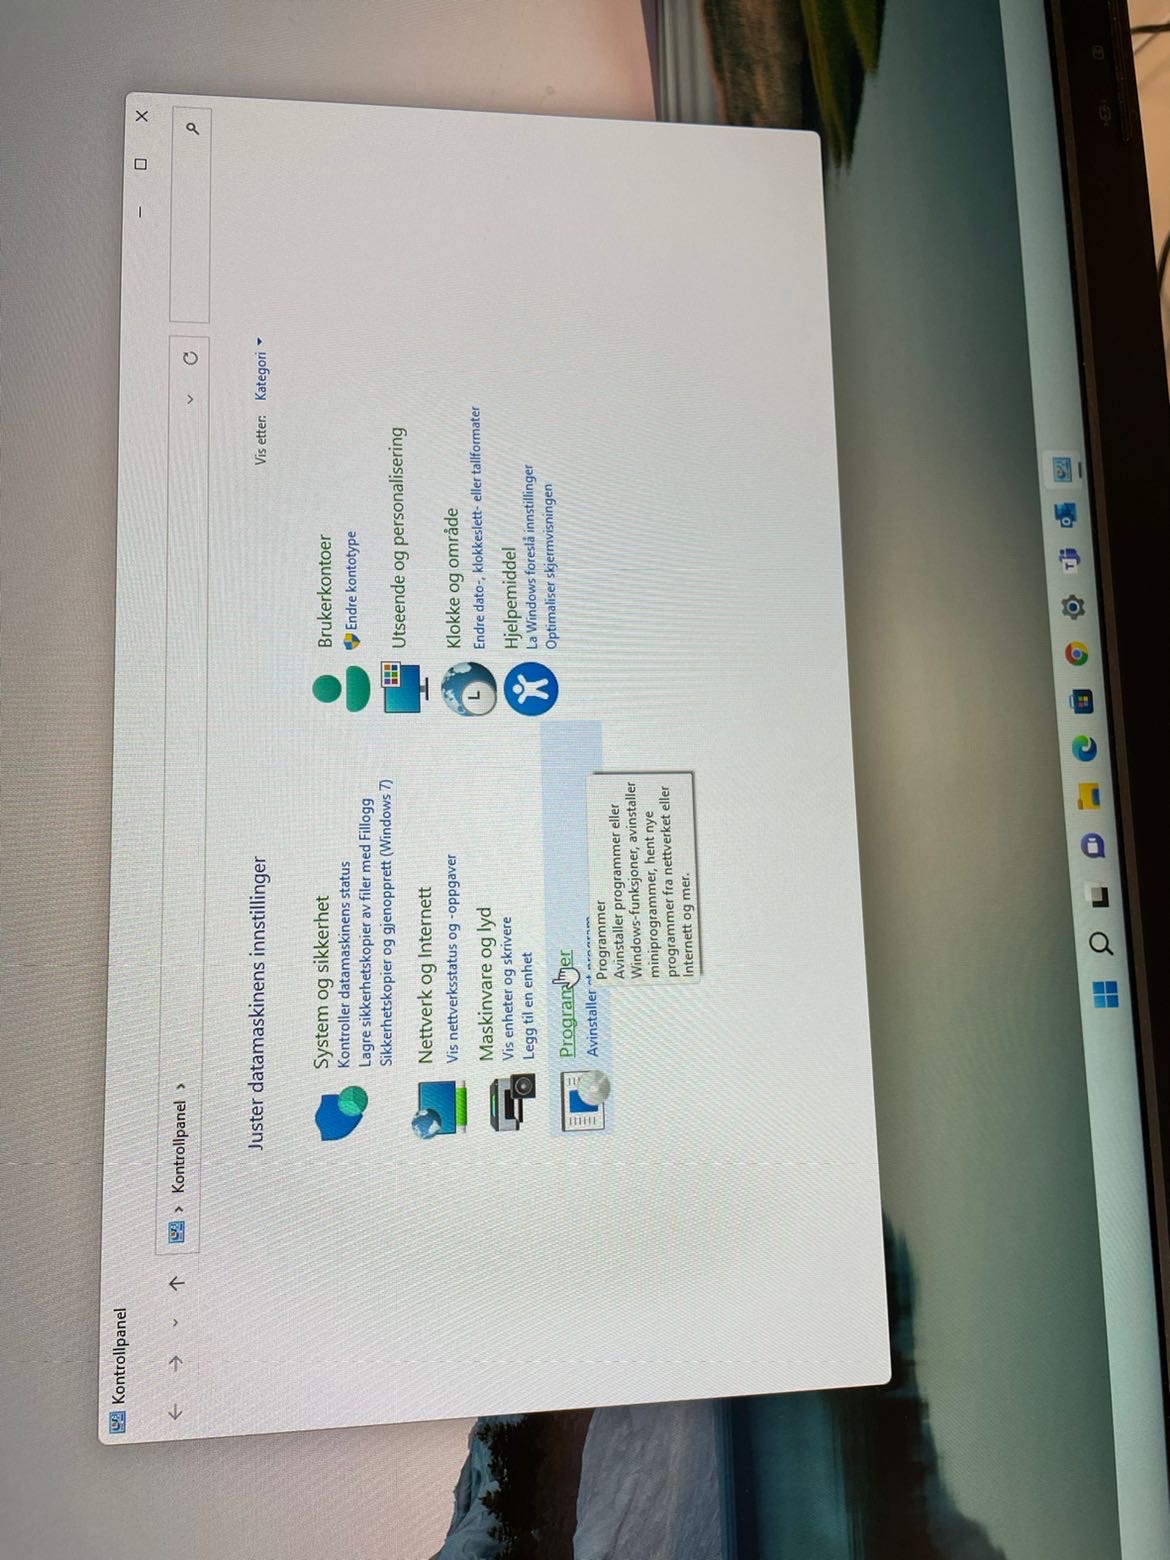 Kontrollpanel
Kontrollpanel
Juster datamaskinens innstillinger
Vis etter: Kategori
System og sikkerhet
Kontroller datamaskinens status
Lagre sikkerhetskopier av filer med Fillogg
Sikkerhetskopier og gjenopprett (Windows 7)
Nettverk og Internett
Vis nettverksstatus og -oppgaver
Maskinvare og lyd
Vis enheter og skrivere
Legg til en enhet
Programmer
Avinstaller et program
Programmer
Avinstaller programmer eller
Windows-funksjoner, avinstaller
miniprogrammer, hent nye
programmer fra nettverket eller
Internett og mer.
Brukerkontoer
Endre kontotype
Utseende og personalisering
Klokke og område
Endre dato-, klokkeslett- eller tallformater
Hjelpemiddel
La Windows foreslå innstillinger
Optimaliser skjermvisningen